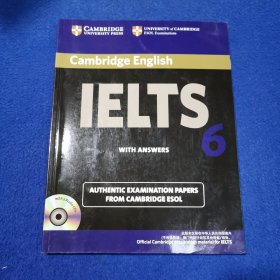 CAMBRIDGE
UNIVERSITY PRESS
UNIVERSITY of CAMBRIDGE
ESOL Examinations
Cambridge English
IELTS 6
WITH ANSWERS
AUTHENTIC EXAMINATION PAPERS
FROM CAMBRIDGE ESOL
Official Cambridge preparation material for IELTS